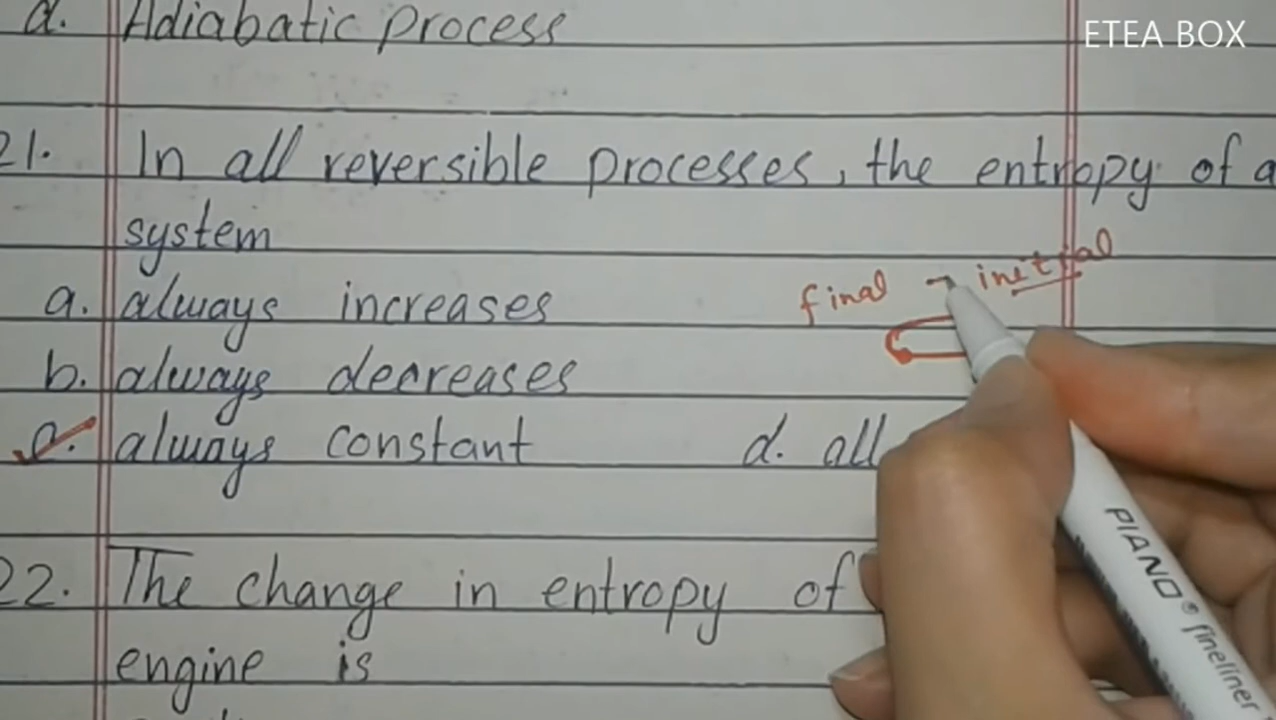 ETEA BOX
d. Adiabatic process
21. In all reversible processes, the entropy of a
system
final → initial
a. always increases
b. always decreases
c. always constant d. all
22. The change in entropy of
engine is
PIANO® fineliner